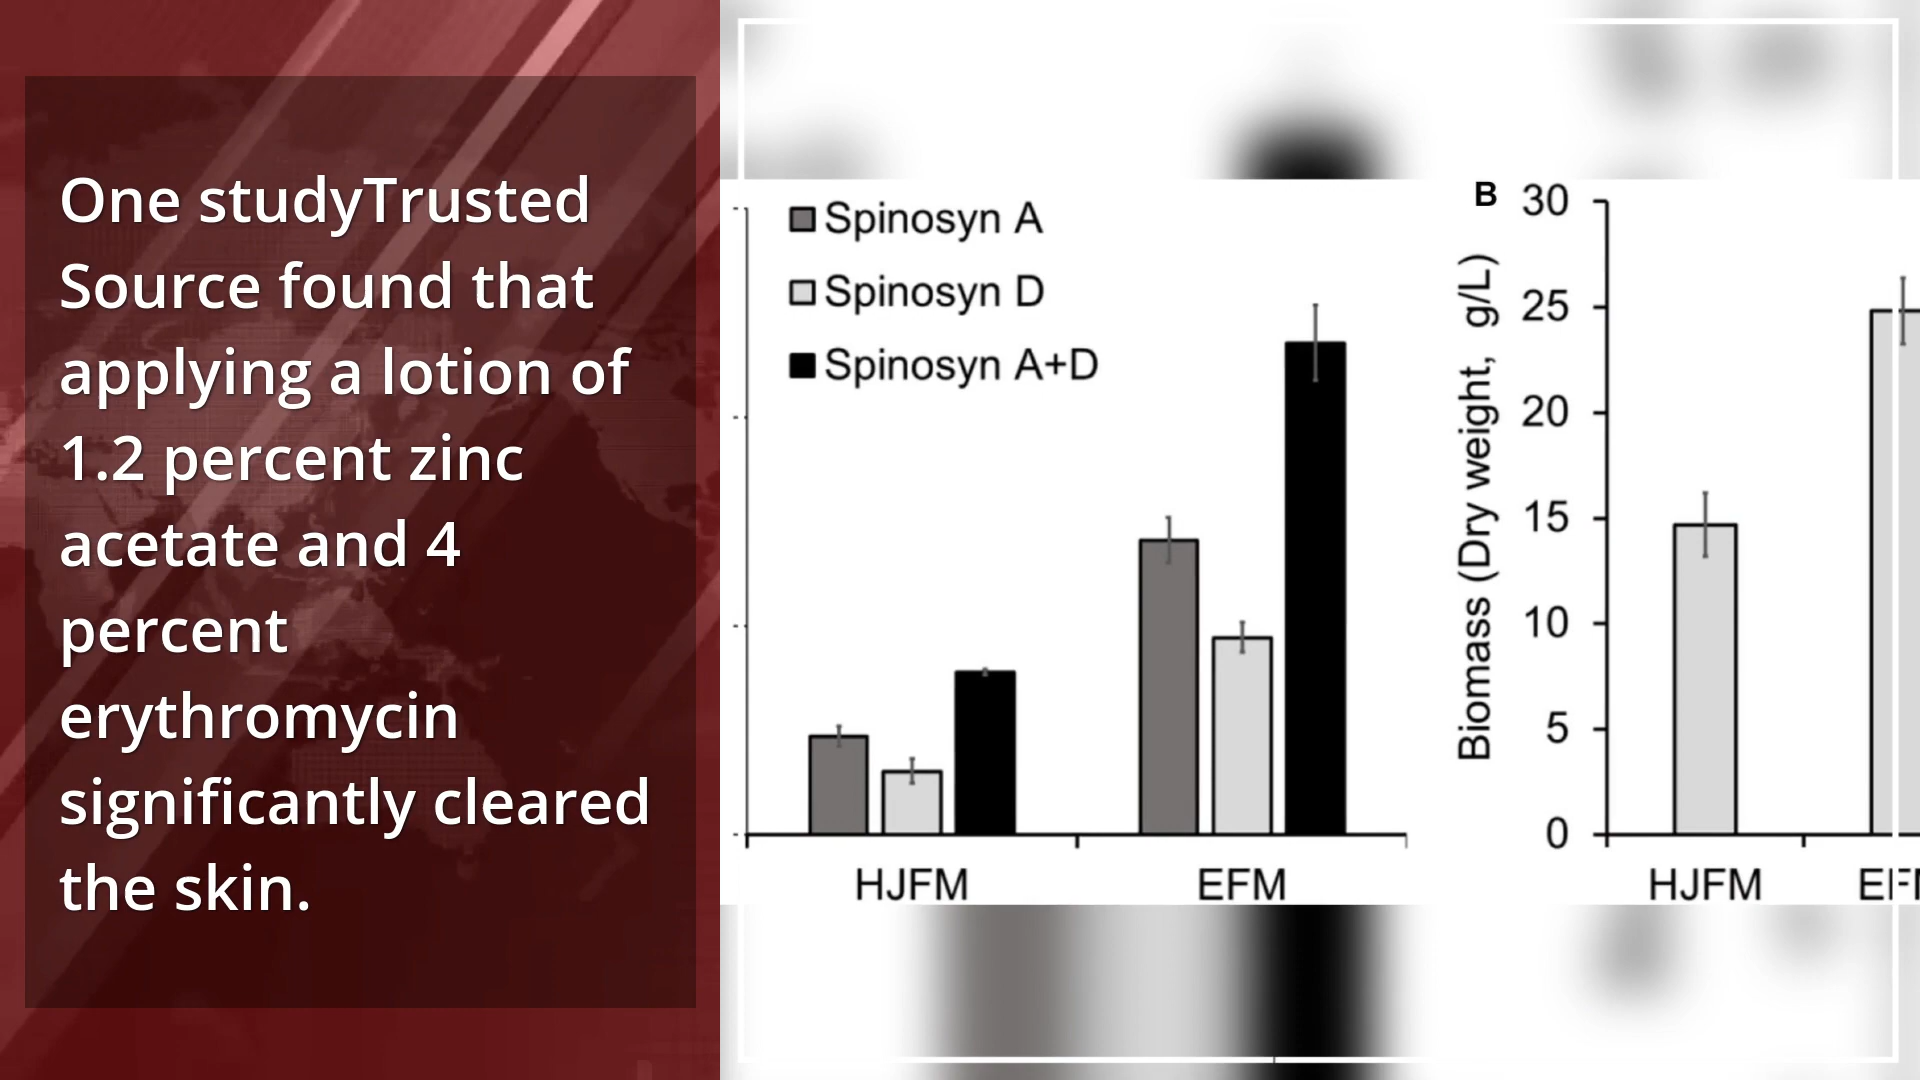 One studyTrusted
Source found that
applying a lotion of
1.2 percent zinc
acetate and 4
percent
erythromycin
significantly cleared
the skin.
Spinosyn A
Spinosyn D
Spinosyn A+D
HJFM
EFM
B
Biomass (Dry weight, g/L)
30
25
20
15
10
5
0
HJFM